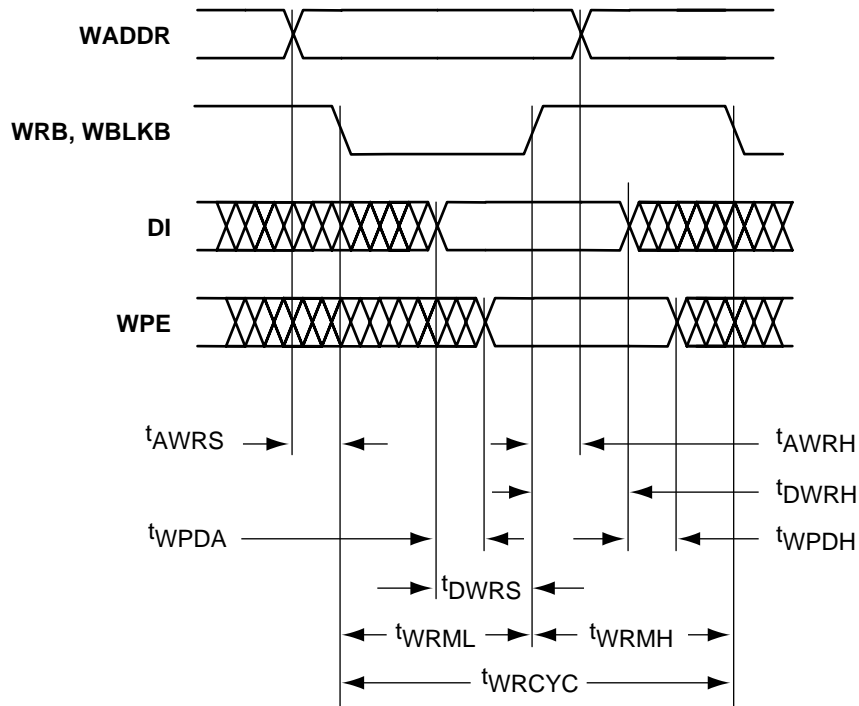 WADDR
WRB, WBLKB
DI
WPE
tAWRS
tAWRH
tDWRH
tWPDA
tWPDH
tDWRS
tWRML
tWRMH
tWRCYC